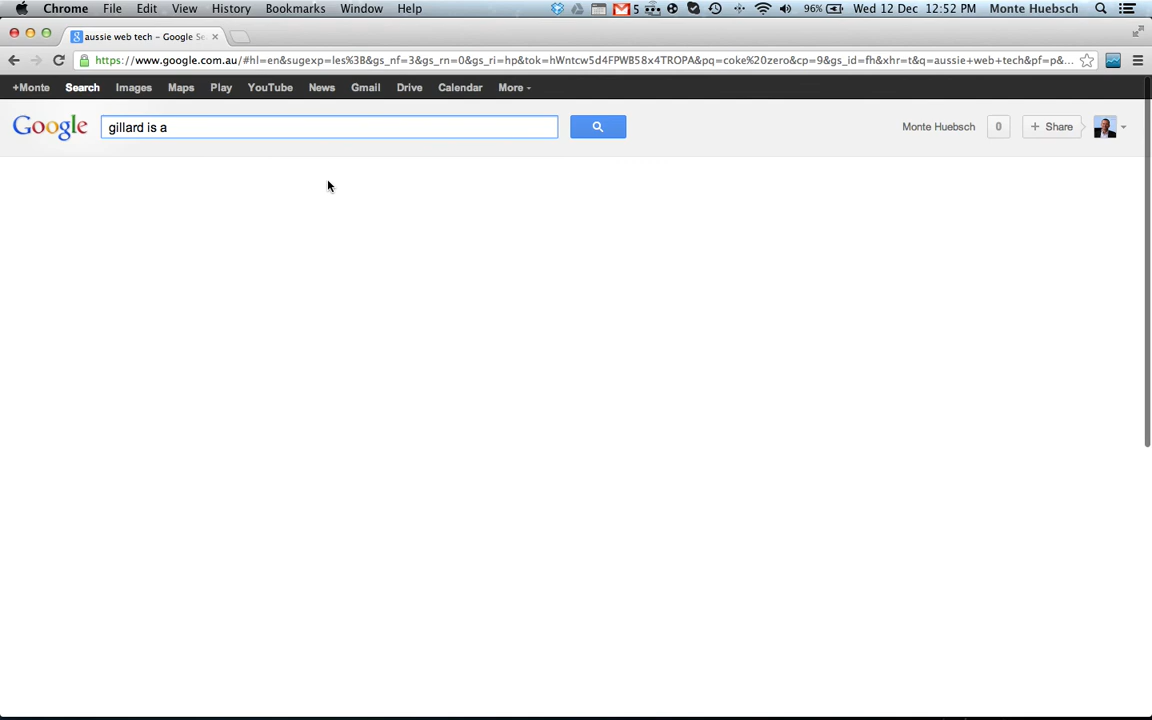 Chrome File Edit View History Bookmarks Window Help 5 96% Wed 12 Dec 12:52 PM Monte Huebsch
aussie web tech – Google Se
https://www.google.com.au/#hl=en&sugexp=les%3B&gs_nf=3&gs_rn=0&gs_ri=hp&tok=hWntcw5d4FPWB58x4TROPA&pq=coke%20zero&cp=9&gs_id=fh&xhr=t&q=aussie+web+tech&pf=p&...
+Monte Search Images Maps Play YouTube News Gmail Drive Calendar More
Google gillard is a Monte Huebsch 0 + Share